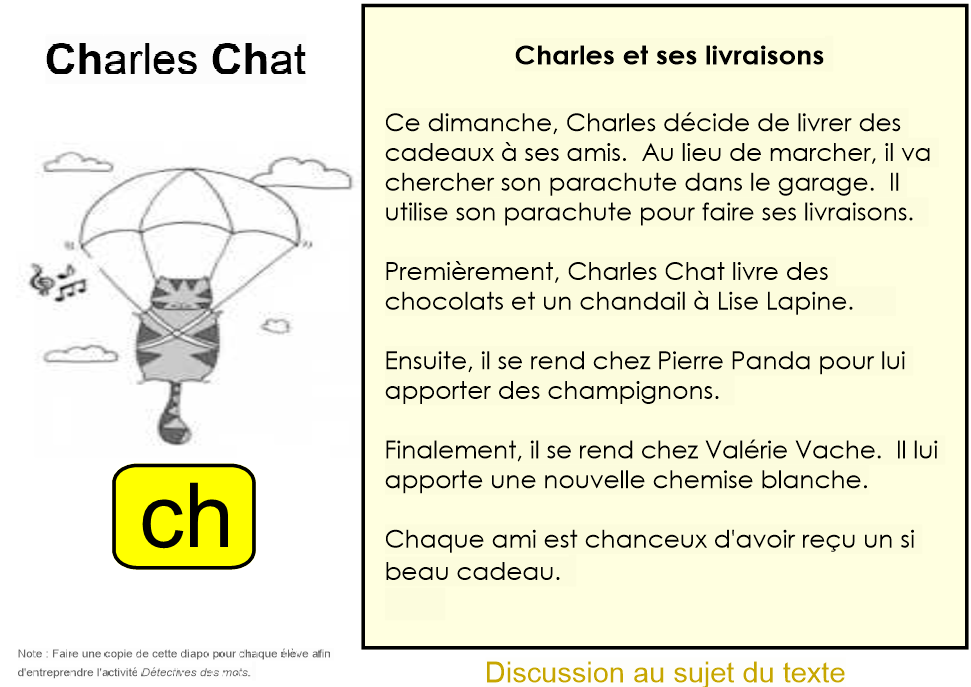 Charles Chat
ch
Note : Faire une copie de cette diapo pour chaque élève afin
d'entreprendre l'activité Détectives des mots.
Charles et ses livraisons
Ce dimanche, Charles décide de livrer des
cadeaux à ses amis.  Au lieu de marcher, il va
chercher son parachute dans le garage.  Il
utilise son parachute pour faire ses livraisons.
Premièrement, Charles Chat livre des
chocolats et un chandail à Lise Lapine.
Ensuite, il se rend chez Pierre Panda pour lui
apporter des champignons.
Finalement, il se rend chez Valérie Vache.  Il lui
apporte une nouvelle chemise blanche.
Chaque ami est chanceux d'avoir reçu un si
beau cadeau.
Discussion au sujet du texte